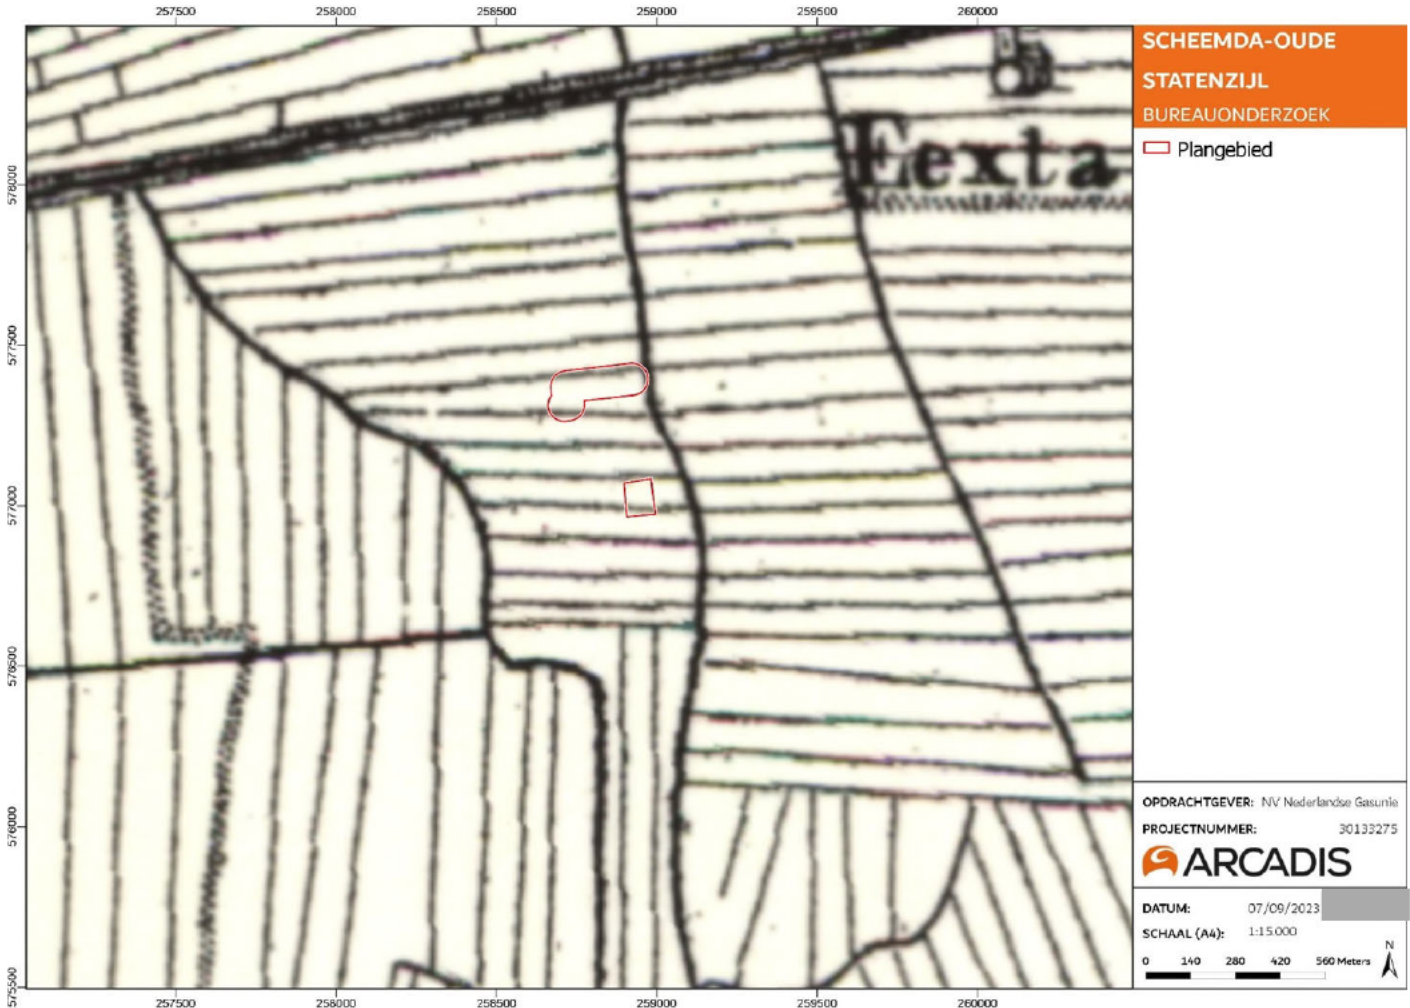 257500 258000 258500 259000 259500 260000
SCHEEMDA-OUDE
STATENZIJL
BUREAUONDERZOEK
Plangebied
Eexta
578000
577500
577000
576500
576000
575500
OPDRACHTGEVER: NV Nederlandse Gasunie
PROJECTNUMMER: 30133275
ARCADIS
DATUM: 07/09/2023
SCHAAL (A4): 1:15.000
N
0 140 280 420 560 Meters
257500 258000 258500 259000 259500 260000